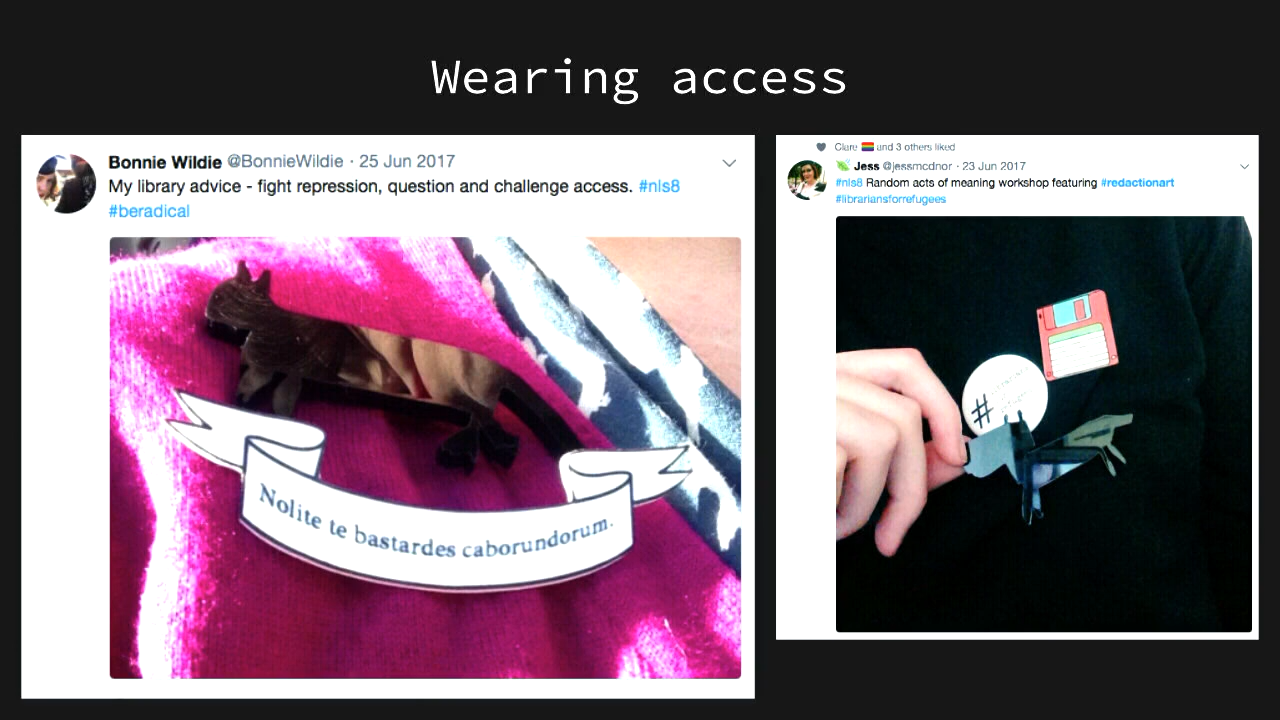 Wearing access
Bonnie Wildie @BonnieWildie · 25 Jun 2017
My library advice - fight repression, question and challenge access. #nls8
#beradical
Nolite te bastardes caborundorum.
Clare 🏳️‍🌈 and 3 others liked
Jess @jessmcdnor · 23 Jun 2017
#nls8 Random acts of meaning workshop featuring #redactionart
#librariansforrefugees
#